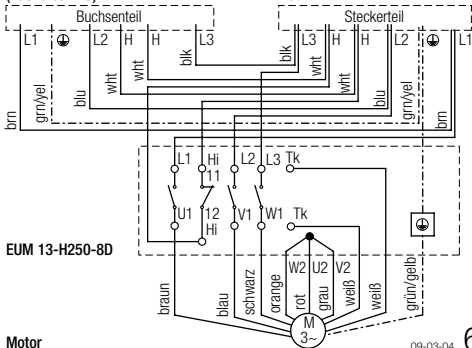 Buchsenteil Steckerteil
L1 L2 H H L3 L3 H H L2 L1
brn grn/yel blu wht wht blk blk wht wht blu grn/yel brn
L1 Hi L2 L3 Tk
11
U1 12 V1 W1 Tk
Hi
EUM 13-H250-8D
W2 U2 V2
braun blau schwarz orange rot grau weiß weiß grün/gelb
M
3~
Motor
09-03-04 6